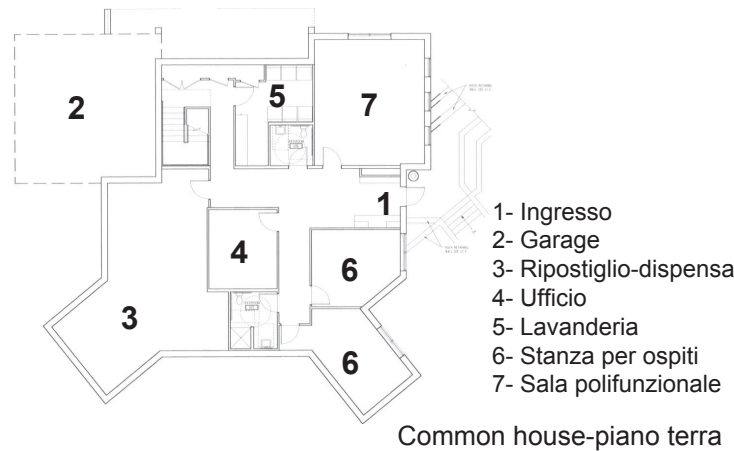 2
5
7
1
4
6
3
6
1- Ingresso
2- Garage
3- Ripostiglio-dispensa
4- Ufficio
5- Lavanderia
6- Stanza per ospiti
7- Sala polifunzionale
Common house-piano terra